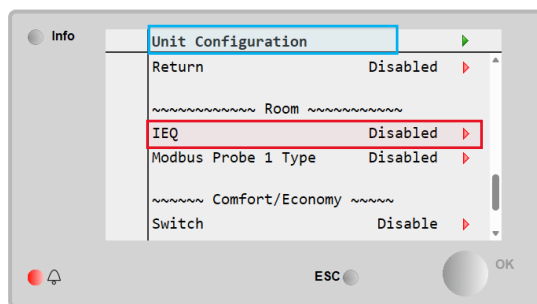 Info
Unit Configuration
Return Disabled
~~~~~~~~~~~~ Room ~~~~~~~~~~~
IEQ Disabled
Modbus Probe 1 Type Disabled
~~~~~~ Comfort/Economy ~~~~~
Switch Disable
ESC
OK